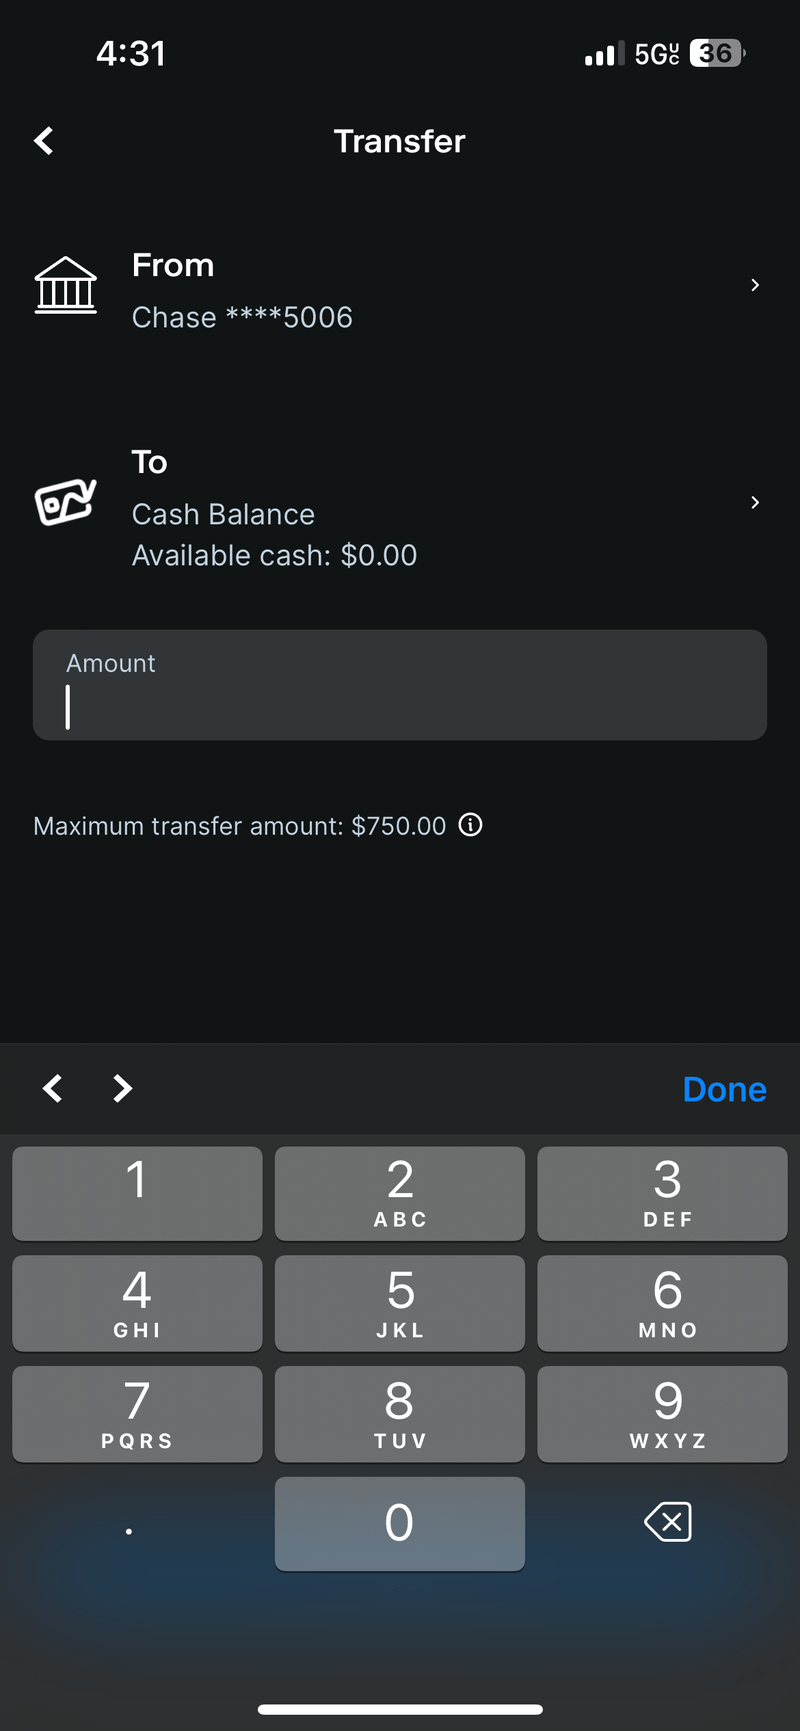 4:31
5GUC 36
Transfer
From
Chase ****5006
To
Cash Balance
Available cash: $0.00
Amount
Maximum transfer amount: $750.00
Done
1
2
ABC
3
DEF
4
GHI
5
JKL
6
MNO
7
PQRS
8
TUV
9
WXYZ
.
0